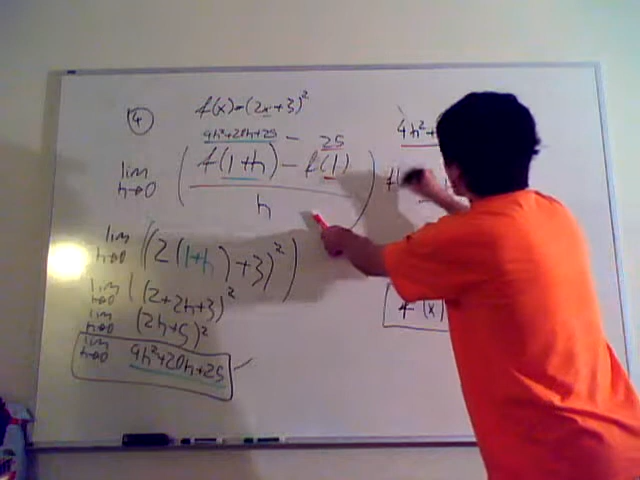 ④
f(x)=(2x+3)²
4h²+20h+25 − 25
lim h→0 ( f(1+h) − f(1) / h )
4h²+
lim h→0 ((2(1+h)+3)²)
lim h→0 ((2+2h+3)²
lim h→0 (2h+5)²
lim h→0 4h²+20h+25
f(x)